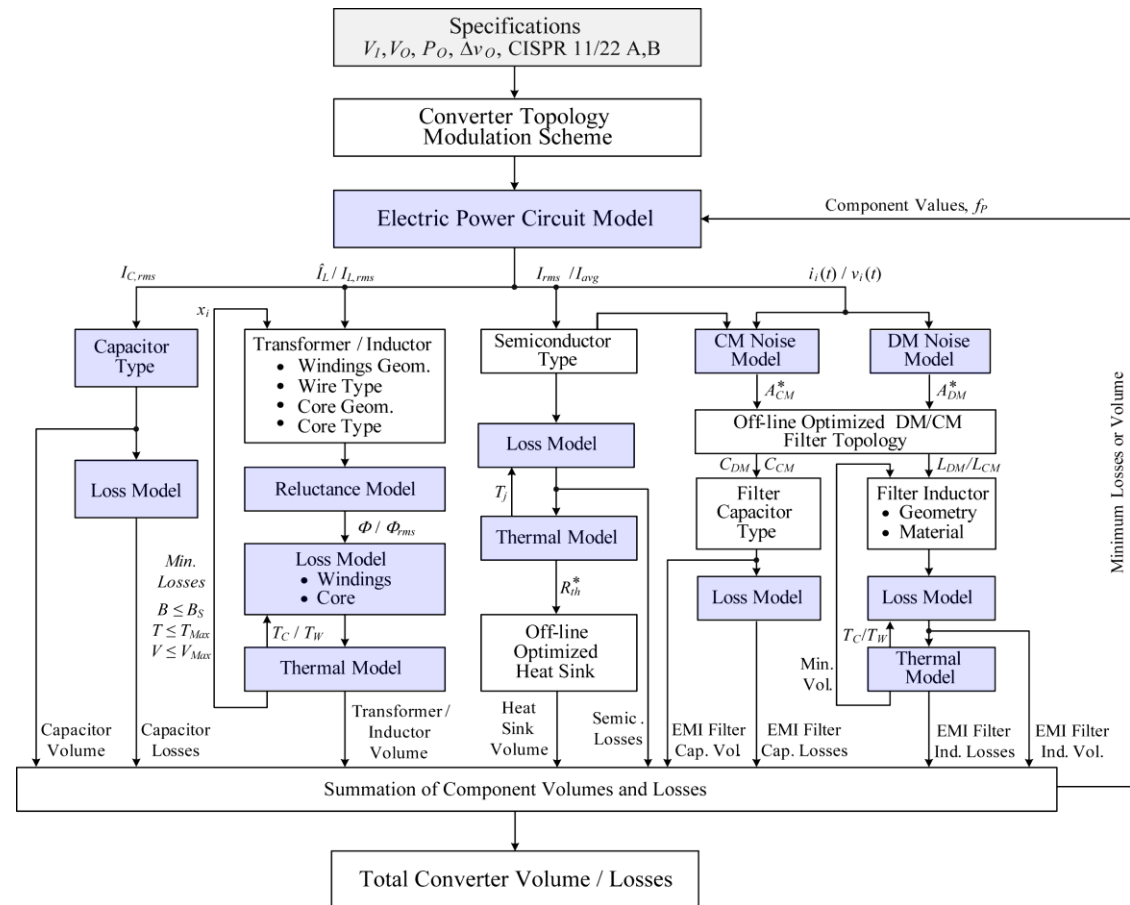 Specifications
V_I, V_O, P_O, Δv_O, CISPR 11/22 A,B
Converter Topology
Modulation Scheme
Electric Power Circuit Model
Component Values, f_P
I_C,rms
Î_L / I_L,rms
I_rms / I_avg
i_i(t) / v_i(t)
x_i
Capacitor
Type
Transformer / Inductor
• Windings Geom.
• Wire Type
• Core Geom.
• Core Type
Semiconductor
Type
CM Noise
Model
DM Noise
Model
A*_CM
A*_DM
Off-line Optimized DM/CM
Filter Topology
Loss Model
Reluctance Model
Φ / Φ_rms
Loss Model
• Windings
• Core
T_C / T_W
Thermal Model
Min.
Losses
B ≤ B_S
T ≤ T_Max
V ≤ V_Max
Loss Model
T_j
Thermal Model
R*_th
Off-line
Optimized
Heat Sink
C_DM C_CM
L_DM/L_CM
Filter
Capacitor
Type
Filter Inductor
• Geometry
• Material
Loss Model
Loss Model
T_C/T_W
Thermal
Model
Min.
Vol.
Minimum Losses or Volume
Capacitor
Volume
Capacitor
Losses
Transformer /
Inductor
Volume
Heat
Sink
Volume
Semic .
Losses
EMI Filter
Cap. Vol.
EMI Filter
Cap. Losses
EMI Filter
Ind. Losses
EMI Filter
Ind. Vol.
Summation of Component Volumes and Losses
Total Converter Volume / Losses